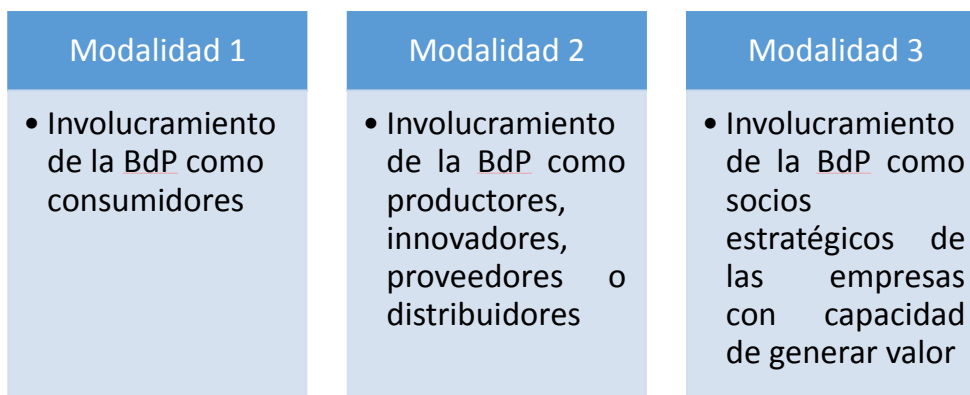 Modalidad 1
• Involucramiento
de la BdP como
consumidores
Modalidad 2
• Involucramiento
de la BdP como
productores,
innovadores,
proveedores o
distribuidores
Modalidad 3
• Involucramiento
de la BdP como
socios
estratégicos de
las empresas
con capacidad
de generar valor